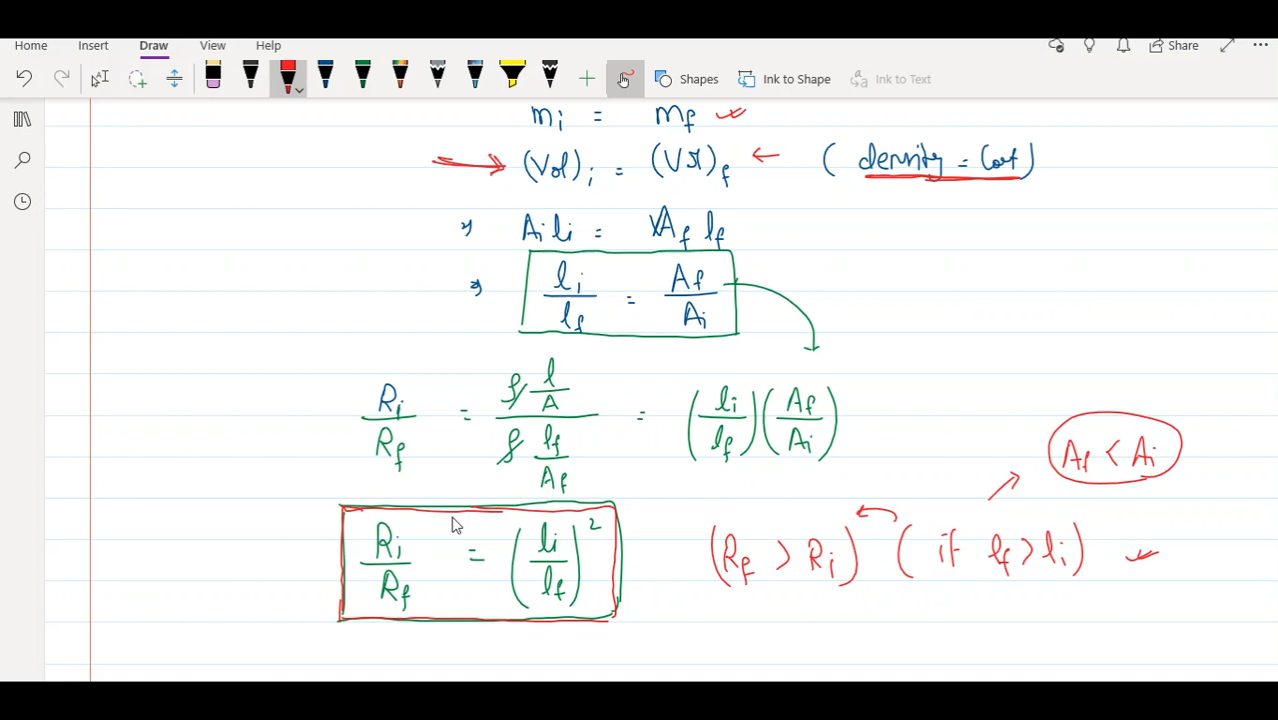 Home Insert Draw View Help Share
Shapes Ink to Shape Ink to Text
mi = mf
(Vol)i = (Vol)f ( density = Cost )
⇒ Ai li = Af lf
⇒ li/lf = Af/Ai
Ri/Rf = (ρ l/A)/(ρ lf/Af) = (li/lf)(Af/Ai)
Af < Ai
Ri/Rf = (li/lf)² (Rf > Ri) ( if lf > li )